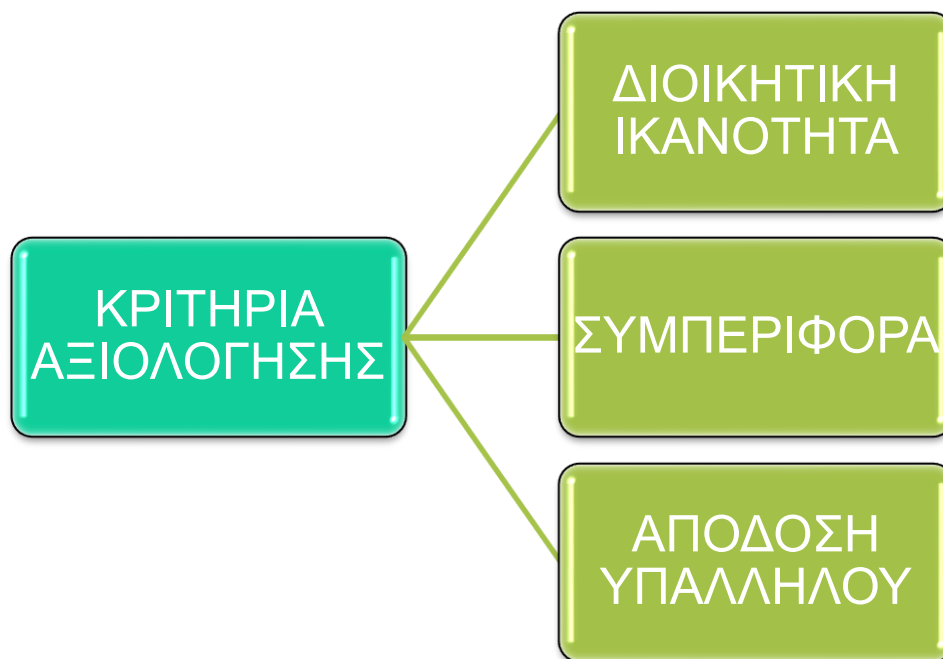 ΚΡΙΤΗΡΙΑ
ΑΞΙΟΛΟΓΗΣΗΣ
ΔΙΟΙΚΗΤΙΚΗ
ΙΚΑΝΟΤΗΤΑ
ΣΥΜΠΕΡΙΦΟΡΑ
ΑΠΟΔΟΣΗ
ΥΠΑΛΛΗΛΟΥ